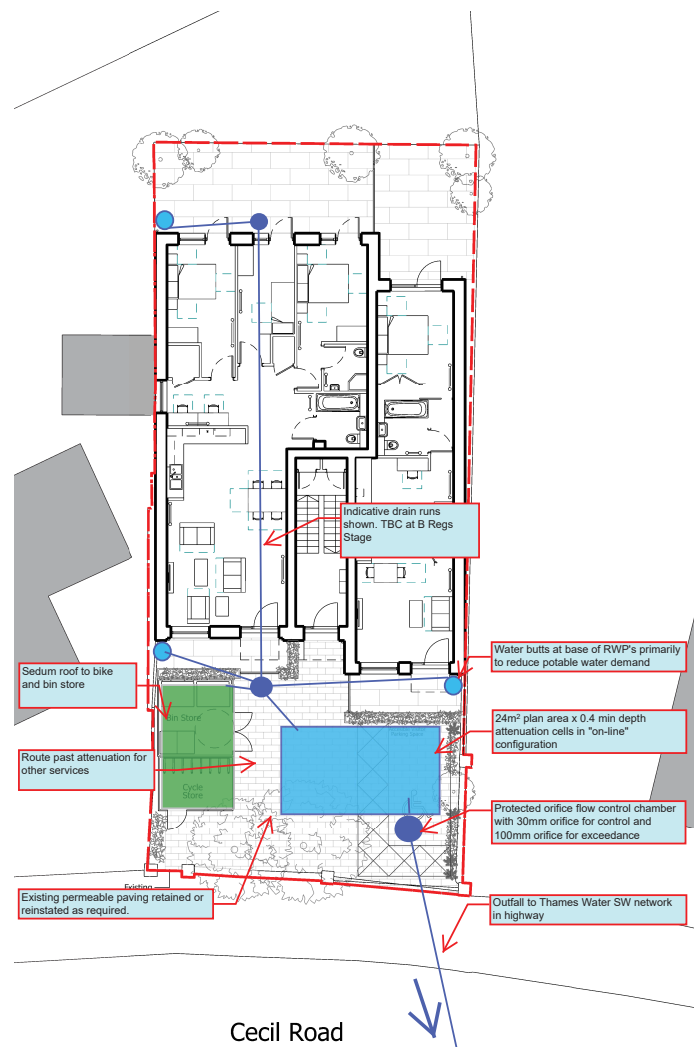 Indicative drain runs
shown. TBC at B Regs
Stage
Water butts at base of RWP's primarily
to reduce potable water demand
Sedum roof to bike
and bin store
Bin Store
24m² plan area x 0.4 min depth
attenuation cells in "on-line"
configuration
Route past attenuation for
other services
Cycle
Store
Protected orifice flow control chamber
with 30mm orifice for control and
100mm orifice for exceedance
Existing
Existing permeable paving retained or
reinstated as required.
Outfall to Thames Water SW network
in highway
Cecil Road